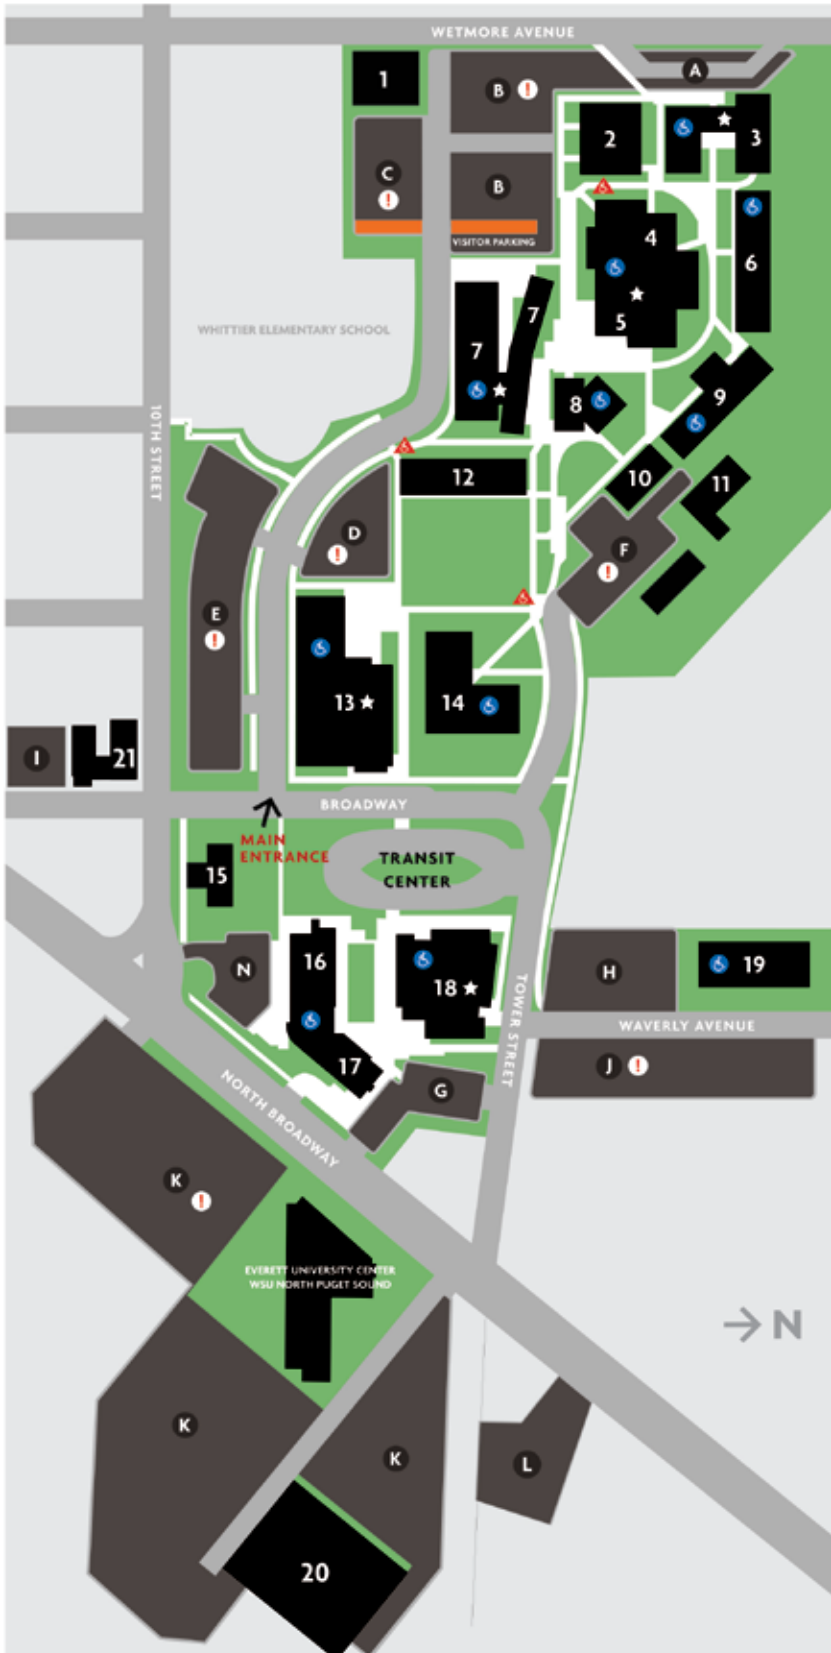 WETMORE AVENUE
A
1
B !
2
3
C
!
B
VISITOR PARKING
4
6
5
7
7
WHITTIER ELEMENTARY SCHOOL
8
9
10TH STREET
12
10
11
D
!
F
!
E
!
13
14
I
21
BROADWAY
MAIN
ENTRANCE
TRANSIT
CENTER
15
N
16
18
H
19
TOWER STREET
WAVERLY AVENUE
17
G
J !
NORTH BROADWAY
K
!
EVERETT UNIVERSITY CENTER
WSU NORTH PUGET SOUND
→ N
K
K
L
20